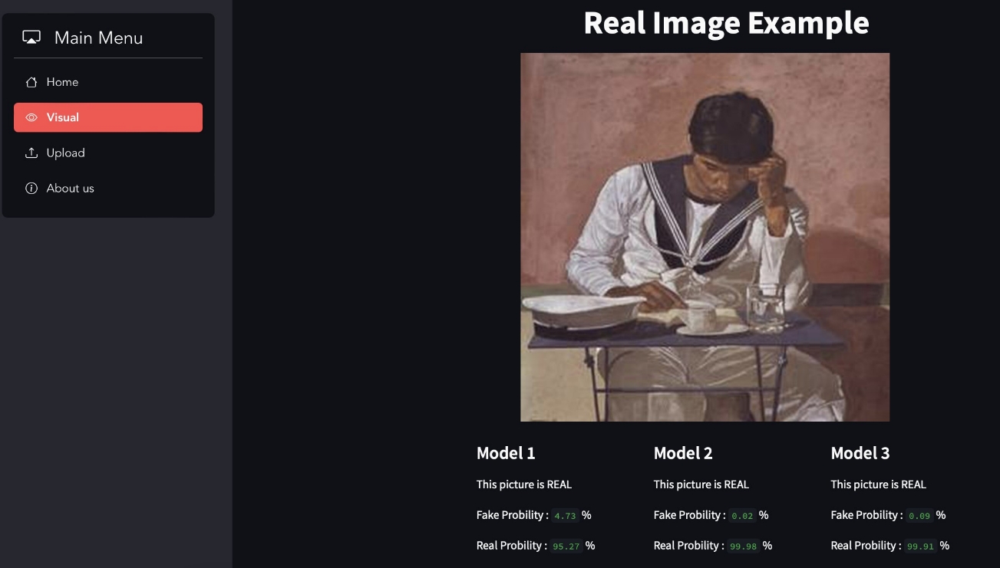 Main Menu
Home
Visual
Upload
About us
Real Image Example
Model 1
This picture is REAL
Fake Probility : 4.73 %
Real Probility : 95.27 %
Model 2
This picture is REAL
Fake Probility : 0.02 %
Real Probility : 99.98 %
Model 3
This picture is REAL
Fake Probility : 0.09 %
Real Probility : 99.91 %